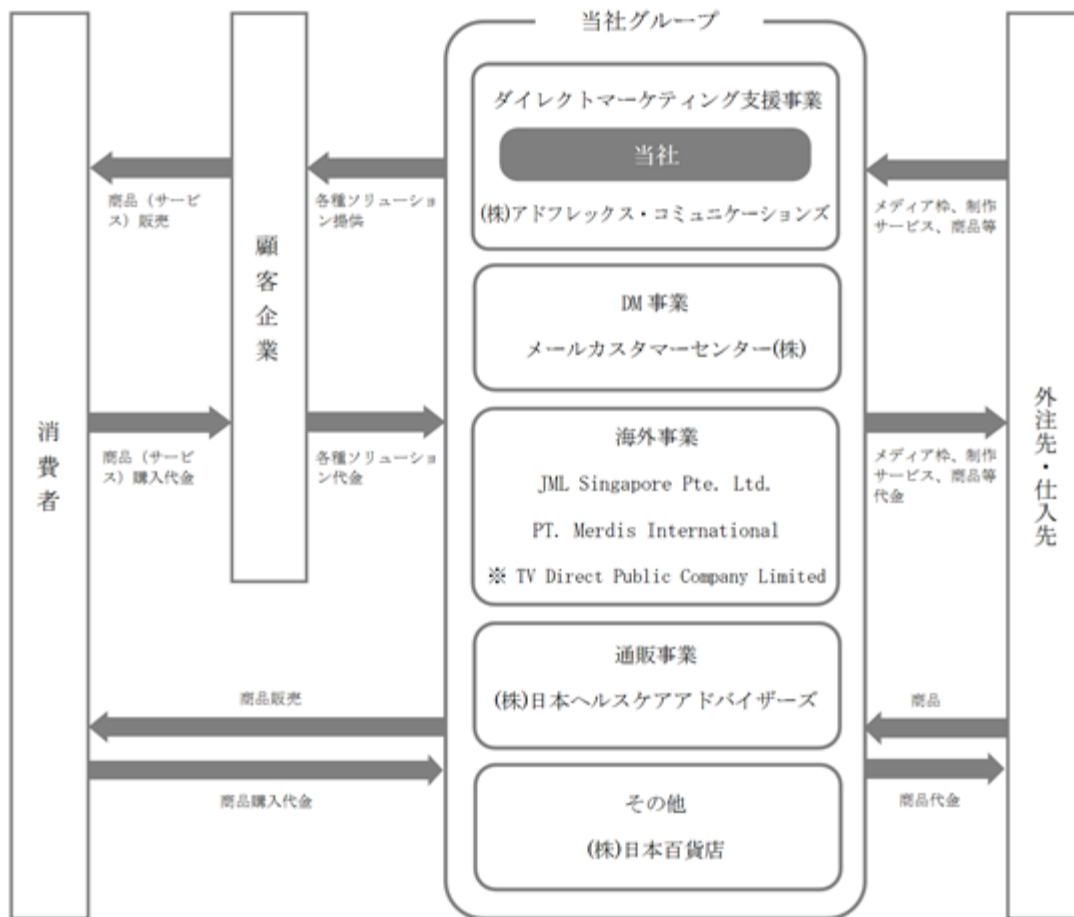 当社グループ
ダイレクトマーケティング支援事業
当社
(株)アドフレックス・コミュニケーションズ
商品(サービ
ス)販売
各種ソリューショ
ン提供
メディア枠、制作
サービス、商品等
顧客企業
DM 事業
メールカスタマーセンター(株)
消費者
外注先・仕入先
商品(サービ
ス)購入代金
各種ソリューショ
ン代金
海外事業
JML Singapore Pte. Ltd.
PT. Merdis International
※ TV Direct Public Company Limited
メディア枠、制作
サービス、商品等
代金
通販事業
(株)日本ヘルスケアアドバイザーズ
商品販売
商品
商品購入代金
商品代金
その他
(株)日本百貨店